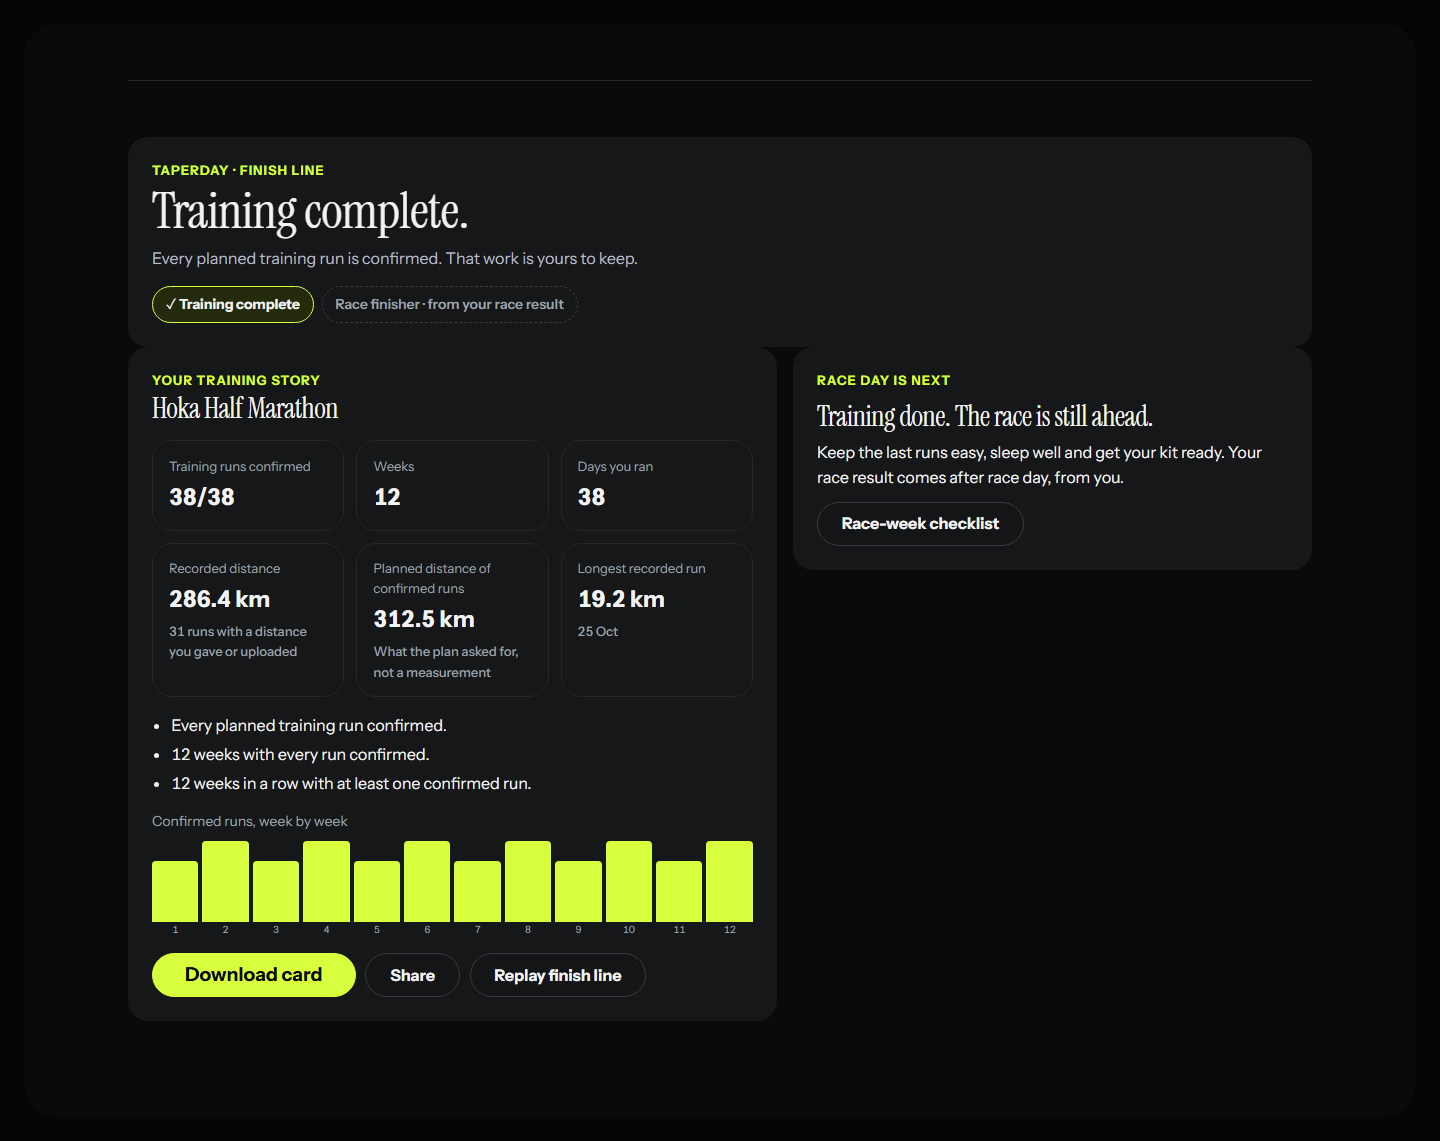 TAPERDAY · FINISH LINE
Training complete.
Every planned training run is confirmed. That work is yours to keep.
✓ Training complete
Race finisher · from your race result
YOUR TRAINING STORY
Hoka Half Marathon
Training runs confirmed
38/38
Weeks
12
Days you ran
38
Recorded distance
286.4 km
31 runs with a distance
you gave or uploaded
Planned distance of
confirmed runs
312.5 km
What the plan asked for,
not a measurement
Longest recorded run
19.2 km
25 Oct
• Every planned training run confirmed.
• 12 weeks with every run confirmed.
• 12 weeks in a row with at least one confirmed run.
Confirmed runs, week by week
1 2 3 4 5 6 7 8 9 10 11 12
Download card
Share
Replay finish line
RACE DAY IS NEXT
Training done. The race is still ahead.
Keep the last runs easy, sleep well and get your kit ready. Your
race result comes after race day, from you.
Race-week checklist